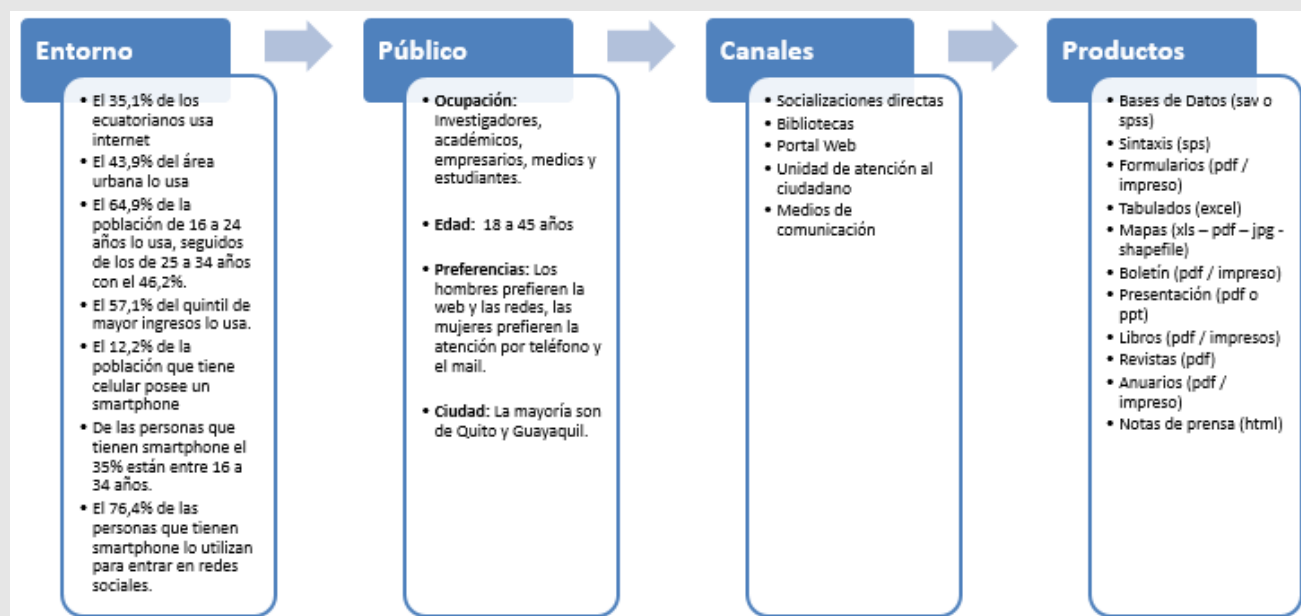 Entorno
• El 35,1% de los
ecuatorianos usa
internet
• El 43,9% del área
urbana lo usa
• El 64,9% de la
población de 16 a 24
años lo usa, seguidos
de los de 25 a 34 años
con el 46,2%.
• El 57,1% del quintil de
mayor ingresos lo usa.
• El 12,2% de la
población que tiene
celular posee un
smartphone
• De las personas que
tienen smartphone el
35% están entre 16 a
34 años.
• El 76,4% de las
personas que tienen
smartphone lo utilizan
para entrar en redes
sociales.
Público
• Ocupación:
Investigadores,
académicos,
empresarios, medios y
estudiantes.
• Edad: 18 a 45 años
• Preferencias: Los
hombres prefieren la
web y las redes, las
mujeres prefieren la
atención por teléfono y
el mail.
• Ciudad: La mayoría son
de Quito y Guayaquil.
Canales
• Socializaciones directas
• Bibliotecas
• Portal Web
• Unidad de atención al
ciudadano
• Medios de
comunicación
Productos
• Bases de Datos (sav o
spss)
• Sintaxis (sps)
• Formularios (pdf /
impreso)
• Tabulados (excel)
• Mapas (xls – pdf – jpg -
shapefile)
• Boletín (pdf / impreso)
• Presentación (pdf o
ppt)
• Libros (pdf / impresos)
• Revistas (pdf)
• Anuarios (pdf /
impreso)
• Notas de prensa (html)